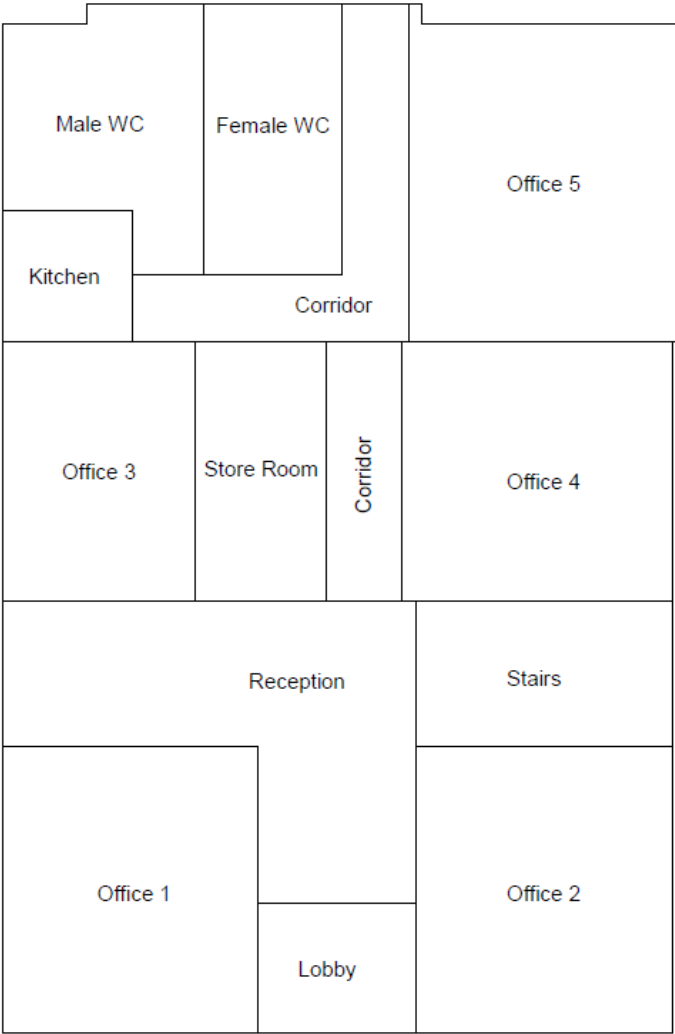 Male WC
Female WC
Office 5
Kitchen
Corridor
Office 3
Store Room
Corridor
Office 4
Reception
Stairs
Office 1
Office 2
Lobby